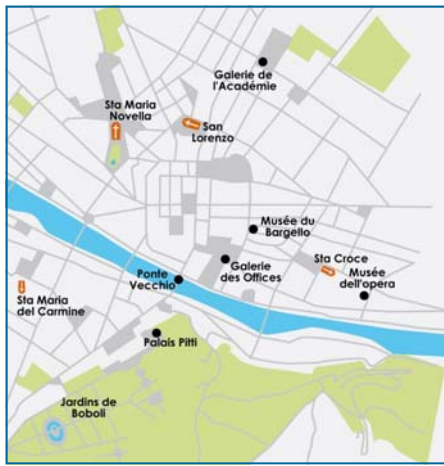 Galerie de
l'Académie
Sta Maria
Novella
San
Lorenzo
Musée du
Bargello
Sta Croce
Galerie
des Offices
Musée
dell'opera
Ponte
Vecchio
Sta Maria
del Carmine
Palais Pitti
Jardins de
Boboli